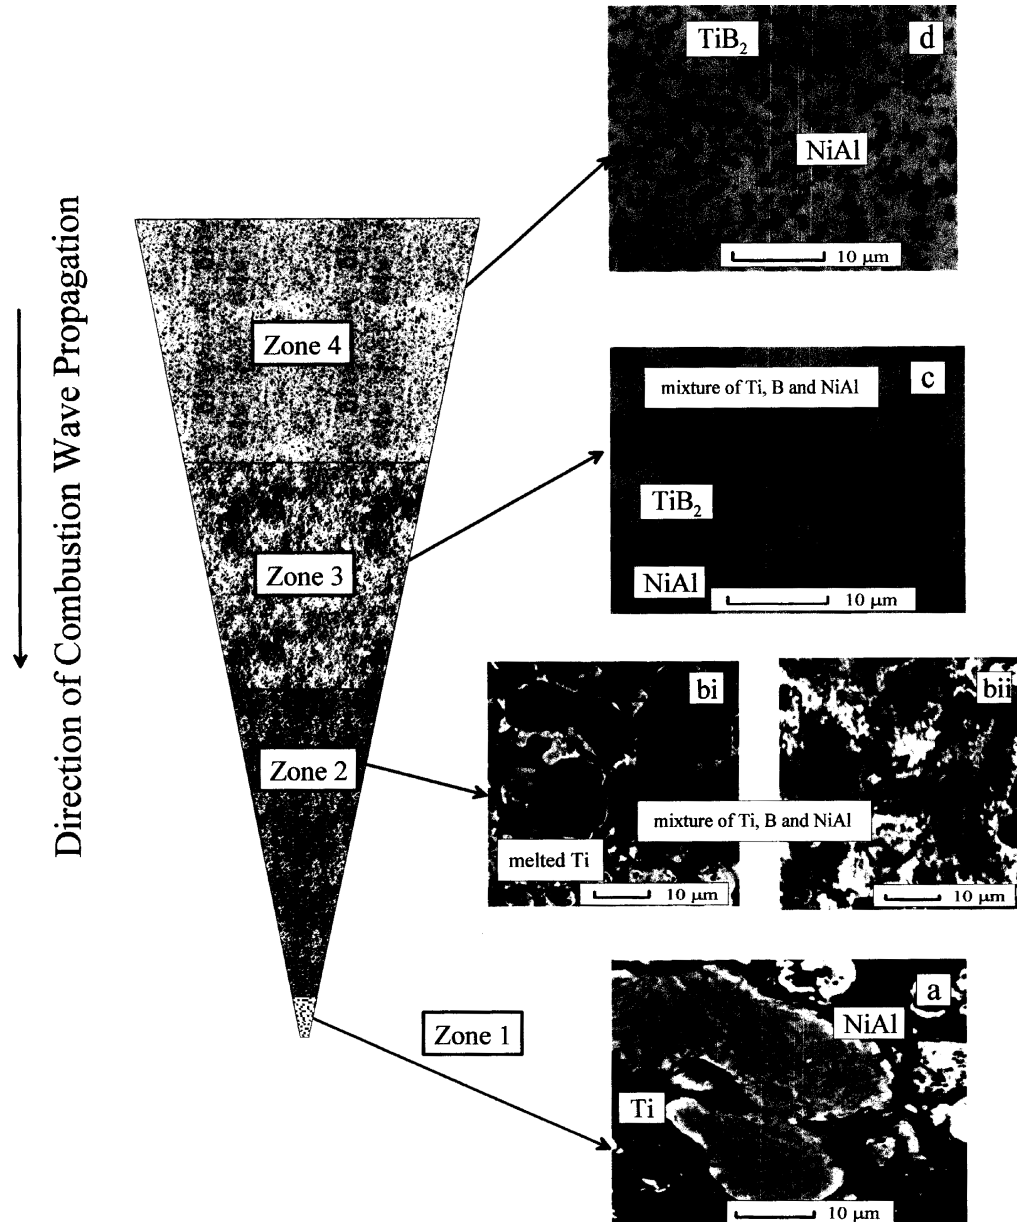 Direction of Combustion Wave Propagation
Zone 4
Zone 3
Zone 2
Zone 1
TiB₂
d
NiAl
10 μm
mixture of Ti, B and NiAl
c
TiB₂
NiAl
10 μm
bi
bii
mixture of Ti, B and NiAl
melted Ti
10 μm
10 μm
a
NiAl
Ti
10 μm